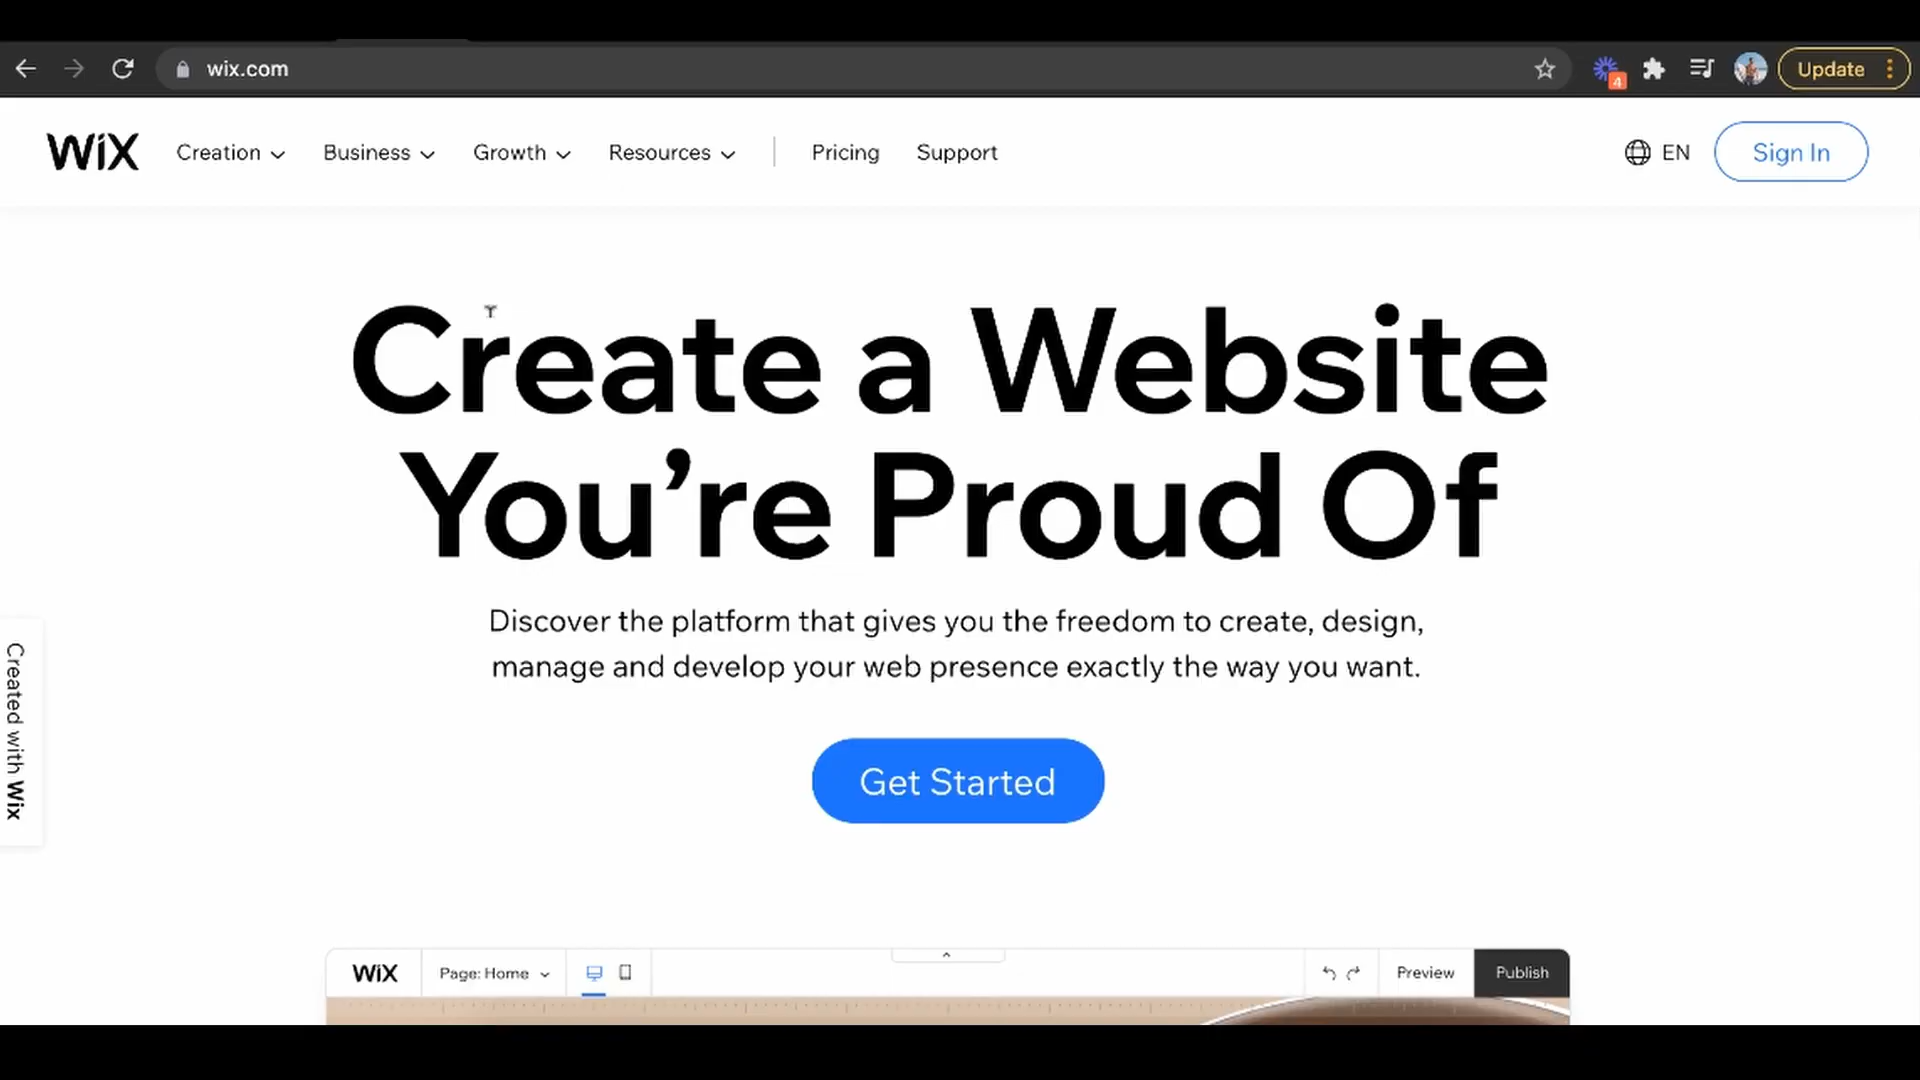 wix.com
4
Update
WiX
Creation
Business
Growth
Resources
Pricing
Support
EN
Sign In
Create a Website
You’re Proud Of
Discover the platform that gives you the freedom to create, design,
manage and develop your web presence exactly the way you want.
Get Started
Created with Wix
WiX
Page: Home
Preview
Publish